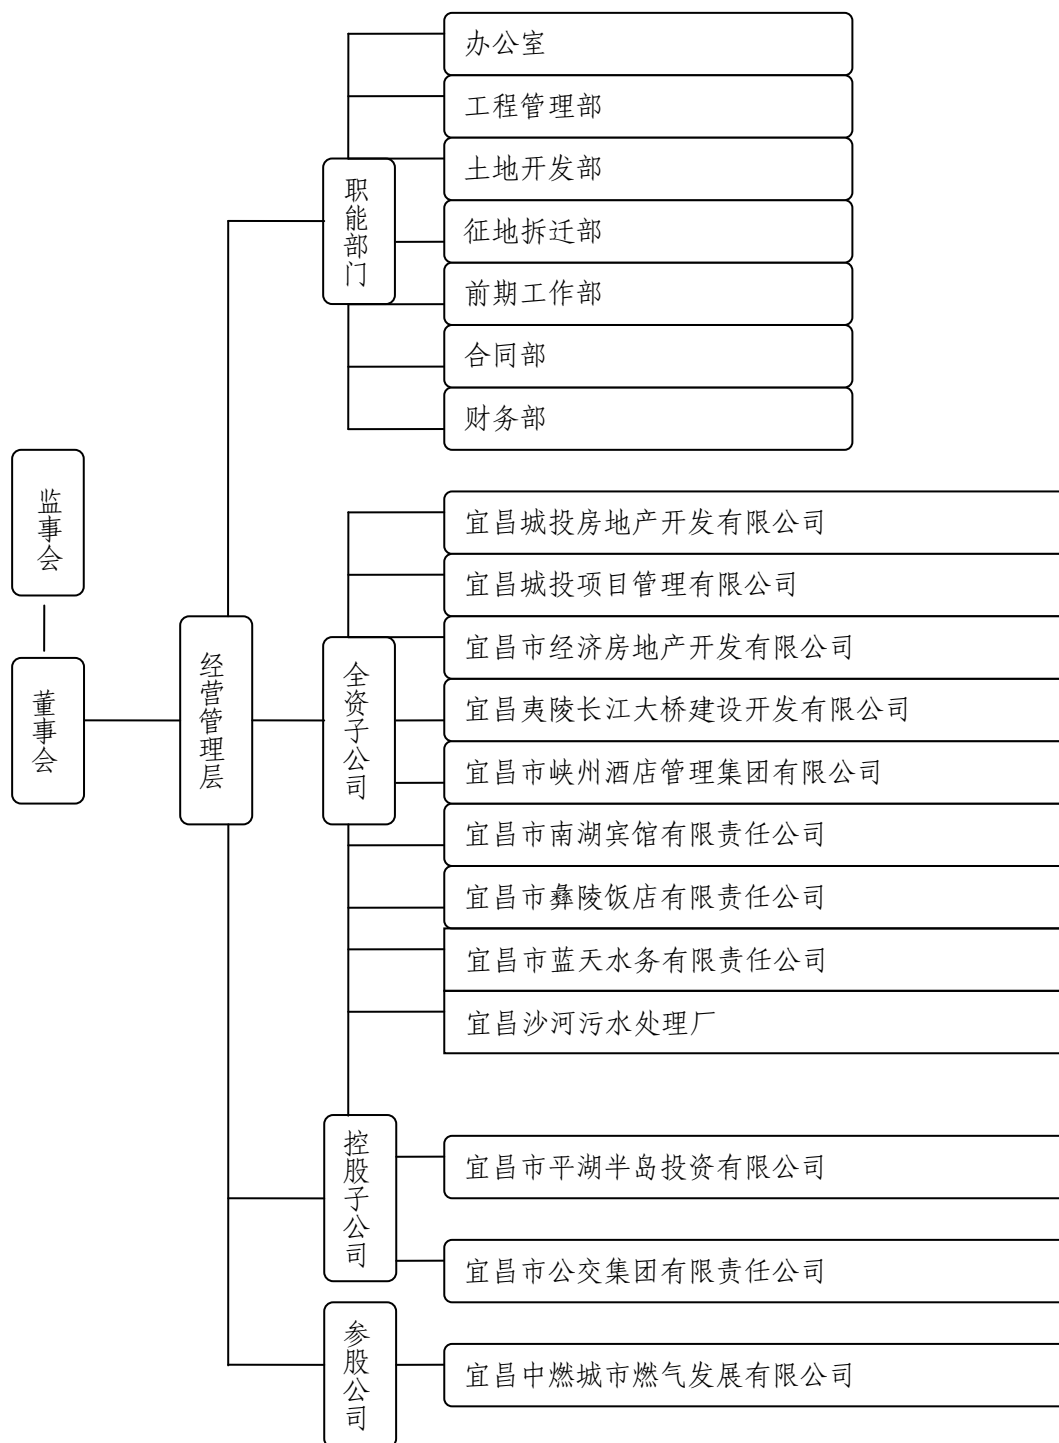 办公室
工程管理部
土地开发部
征地拆迁部
前期工作部
合同部
财务部
职能部门
监事会
董事会
经营管理层
全资子公司
宜昌城投房地产开发有限公司
宜昌城投项目管理有限公司
宜昌市经济房地产开发有限公司
宜昌夷陵长江大桥建设开发有限公司
宜昌市峡州酒店管理集团有限公司
宜昌市南湖宾馆有限责任公司
宜昌市彝陵饭店有限责任公司
宜昌市蓝天水务有限责任公司
宜昌沙河污水处理厂
控股子公司
宜昌市平湖半岛投资有限公司
宜昌市公交集团有限责任公司
参股公司
宜昌中燃城市燃气发展有限公司